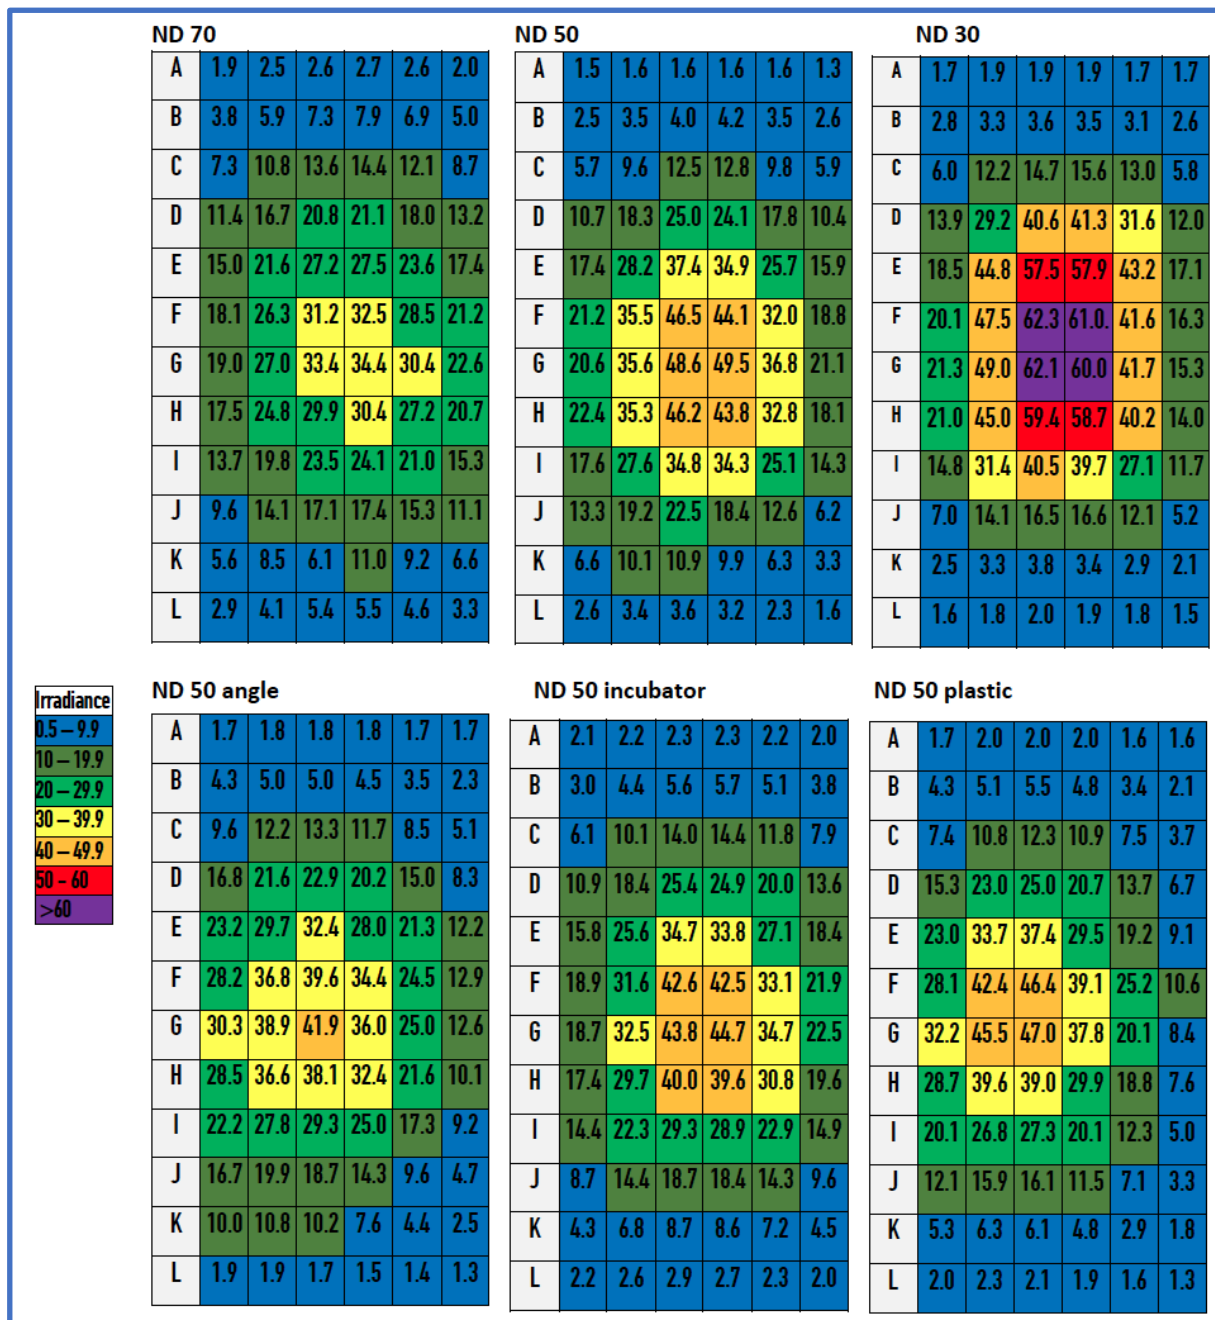 ND 70
A 1.9 2.5 2.6 2.7 2.6 2.0
B 3.8 5.9 7.3 7.9 6.9 5.0
C 7.3 10.8 13.6 14.4 12.1 8.7
D 11.4 16.7 20.8 21.1 18.0 13.2
E 15.0 21.6 27.2 27.5 23.6 17.4
F 18.1 26.3 31.2 32.5 28.5 21.2
G 19.0 27.0 33.4 34.4 30.4 22.6
H 17.5 24.8 29.9 30.4 27.2 20.7
I 13.7 19.8 23.5 24.1 21.0 15.3
J 9.6 14.1 17.1 17.4 15.3 11.1
K 5.6 8.5 6.1 11.0 9.2 6.6
L 2.9 4.1 5.4 5.5 4.6 3.3
ND 50
A 1.5 1.6 1.6 1.6 1.6 1.3
B 2.5 3.5 4.0 4.2 3.5 2.6
C 5.7 9.6 12.5 12.8 9.8 5.9
D 10.7 18.3 25.0 24.1 17.8 10.4
E 17.4 28.2 37.4 34.9 25.7 15.9
F 21.2 35.5 46.5 44.1 32.0 18.8
G 20.6 35.6 48.6 49.5 36.8 21.1
H 22.4 35.3 46.2 43.8 32.8 18.1
I 17.6 27.6 34.8 34.3 25.1 14.3
J 13.3 19.2 22.5 18.4 12.6 6.2
K 6.6 10.1 10.9 9.9 6.3 3.3
L 2.6 3.4 3.6 3.2 2.3 1.6
ND 30
A 1.7 1.9 1.9 1.9 1.7 1.7
B 2.8 3.3 3.6 3.5 3.1 2.6
C 6.0 12.2 14.7 15.6 13.0 5.8
D 13.9 29.2 40.6 41.3 31.6 12.0
E 18.5 44.8 57.5 57.9 43.2 17.1
F 20.1 47.5 62.3 61.0. 41.6 16.3
G 21.3 49.0 62.1 60.0 41.7 15.3
H 21.0 45.0 59.4 58.7 40.2 14.0
I 14.8 31.4 40.5 39.7 27.1 11.7
J 7.0 14.1 16.5 16.6 12.1 5.2
K 2.5 3.3 3.8 3.4 2.9 2.1
L 1.6 1.8 2.0 1.9 1.8 1.5
Irradiance
0.5 – 9.9
10 – 19.9
20 – 29.9
30 – 39.9
40 – 49.9
50 - 60
>60
ND 50 angle
A 1.7 1.8 1.8 1.8 1.7 1.7
B 4.3 5.0 5.0 4.5 3.5 2.3
C 9.6 12.2 13.3 11.7 8.5 5.1
D 16.8 21.6 22.9 20.2 15.0 8.3
E 23.2 29.7 32.4 28.0 21.3 12.2
F 28.2 36.8 39.6 34.4 24.5 12.9
G 30.3 38.9 41.9 36.0 25.0 12.6
H 28.5 36.6 38.1 32.4 21.6 10.1
I 22.2 27.8 29.3 25.0 17.3 9.2
J 16.7 19.9 18.7 14.3 9.6 4.7
K 10.0 10.8 10.2 7.6 4.4 2.5
L 1.9 1.9 1.7 1.5 1.4 1.3
ND 50 incubator
A 2.1 2.2 2.3 2.3 2.2 2.0
B 3.0 4.4 5.6 5.7 5.1 3.8
C 6.1 10.1 14.0 14.4 11.8 7.9
D 10.9 18.4 25.4 24.9 20.0 13.6
E 15.8 25.6 34.7 33.8 27.1 18.4
F 18.9 31.6 42.6 42.5 33.1 21.9
G 18.7 32.5 43.8 44.7 34.7 22.5
H 17.4 29.7 40.0 39.6 30.8 19.6
I 14.4 22.3 29.3 28.9 22.9 14.9
J 8.7 14.4 18.7 18.4 14.3 9.6
K 4.3 6.8 8.7 8.6 7.2 4.5
L 2.2 2.6 2.9 2.7 2.3 2.0
ND 50 plastic
A 1.7 2.0 2.0 2.0 1.6 1.6
B 4.3 5.1 5.5 4.8 3.4 2.1
C 7.4 10.8 12.3 10.9 7.5 3.7
D 15.3 23.0 25.0 20.7 13.7 6.7
E 23.0 33.7 37.4 29.5 19.2 9.1
F 28.1 42.4 46.4 39.1 25.2 10.6
G 32.2 45.5 47.0 37.8 20.1 8.4
H 28.7 39.6 39.0 29.9 18.8 7.6
I 20.1 26.8 27.3 20.1 12.3 5.0
J 12.1 15.9 16.1 11.5 7.1 3.3
K 5.3 6.3 6.1 4.8 2.9 1.8
L 2.0 2.3 2.1 1.9 1.6 1.3